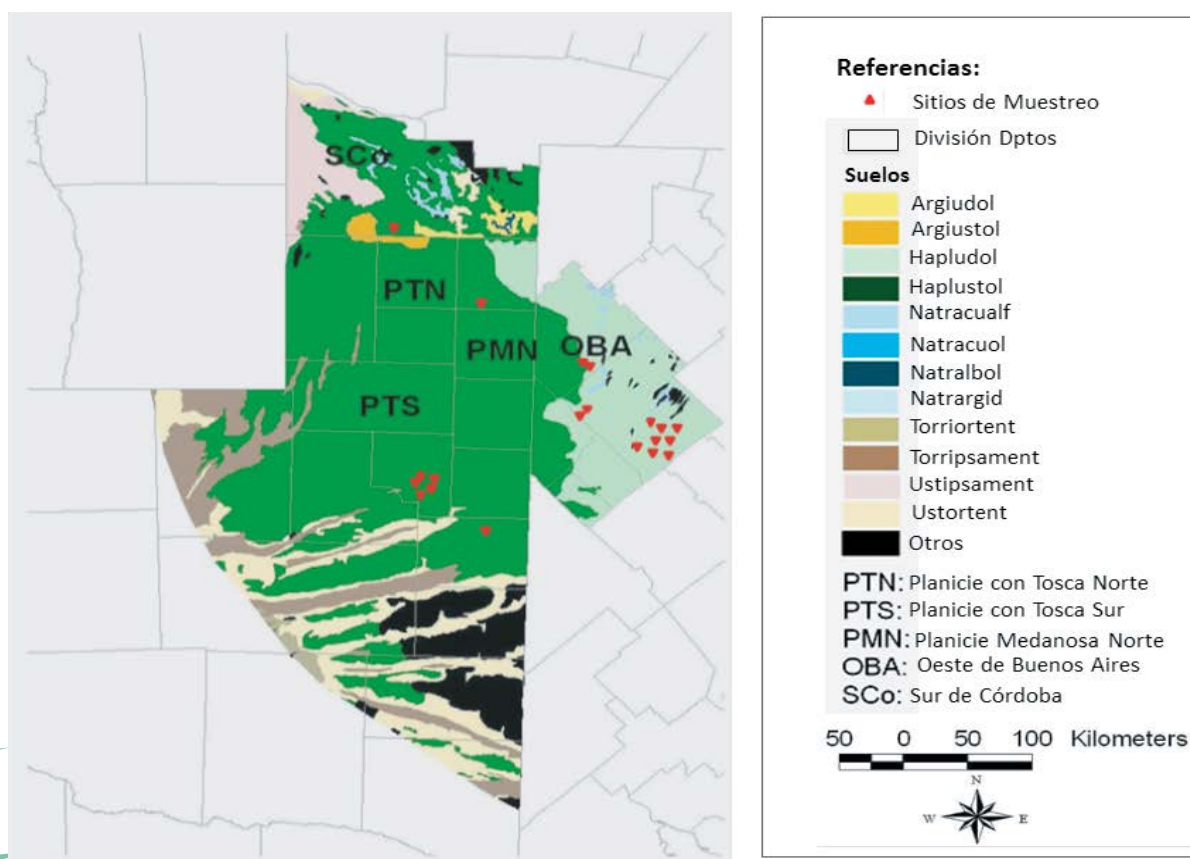 SCo
PTN
PMN OBA
PTS
Referencias:
Sitios de Muestreo
División Dptos
Suelos
Argiudol
Argiustol
Hapludol
Haplustol
Natracualf
Natracuol
Natralbol
Natrargid
Torriortent
Torripsament
Ustipsament
Ustortent
Otros
PTN: Planicie con Tosca Norte
PTS: Planicie con Tosca Sur
PMN: Planicie Medanosa Norte
OBA: Oeste de Buenos Aires
SCo: Sur de Córdoba
50 0 50 100 Kilometers
N
W E